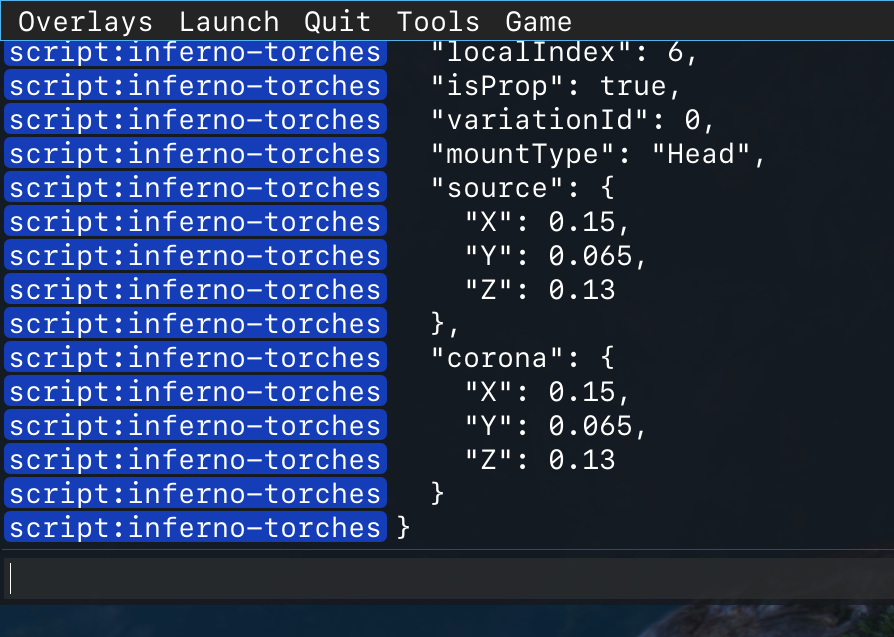 Overlays Launch Quit Tools Game
script:inferno-torches "localIndex": 6,
script:inferno-torches "isProp": true,
script:inferno-torches "variationId": 0,
script:inferno-torches "mountType": "Head",
script:inferno-torches "source": {
script:inferno-torches "X": 0.15,
script:inferno-torches "Y": 0.065,
script:inferno-torches "Z": 0.13
script:inferno-torches },
script:inferno-torches "corona": {
script:inferno-torches "X": 0.15,
script:inferno-torches "Y": 0.065,
script:inferno-torches "Z": 0.13
script:inferno-torches }
script:inferno-torches }